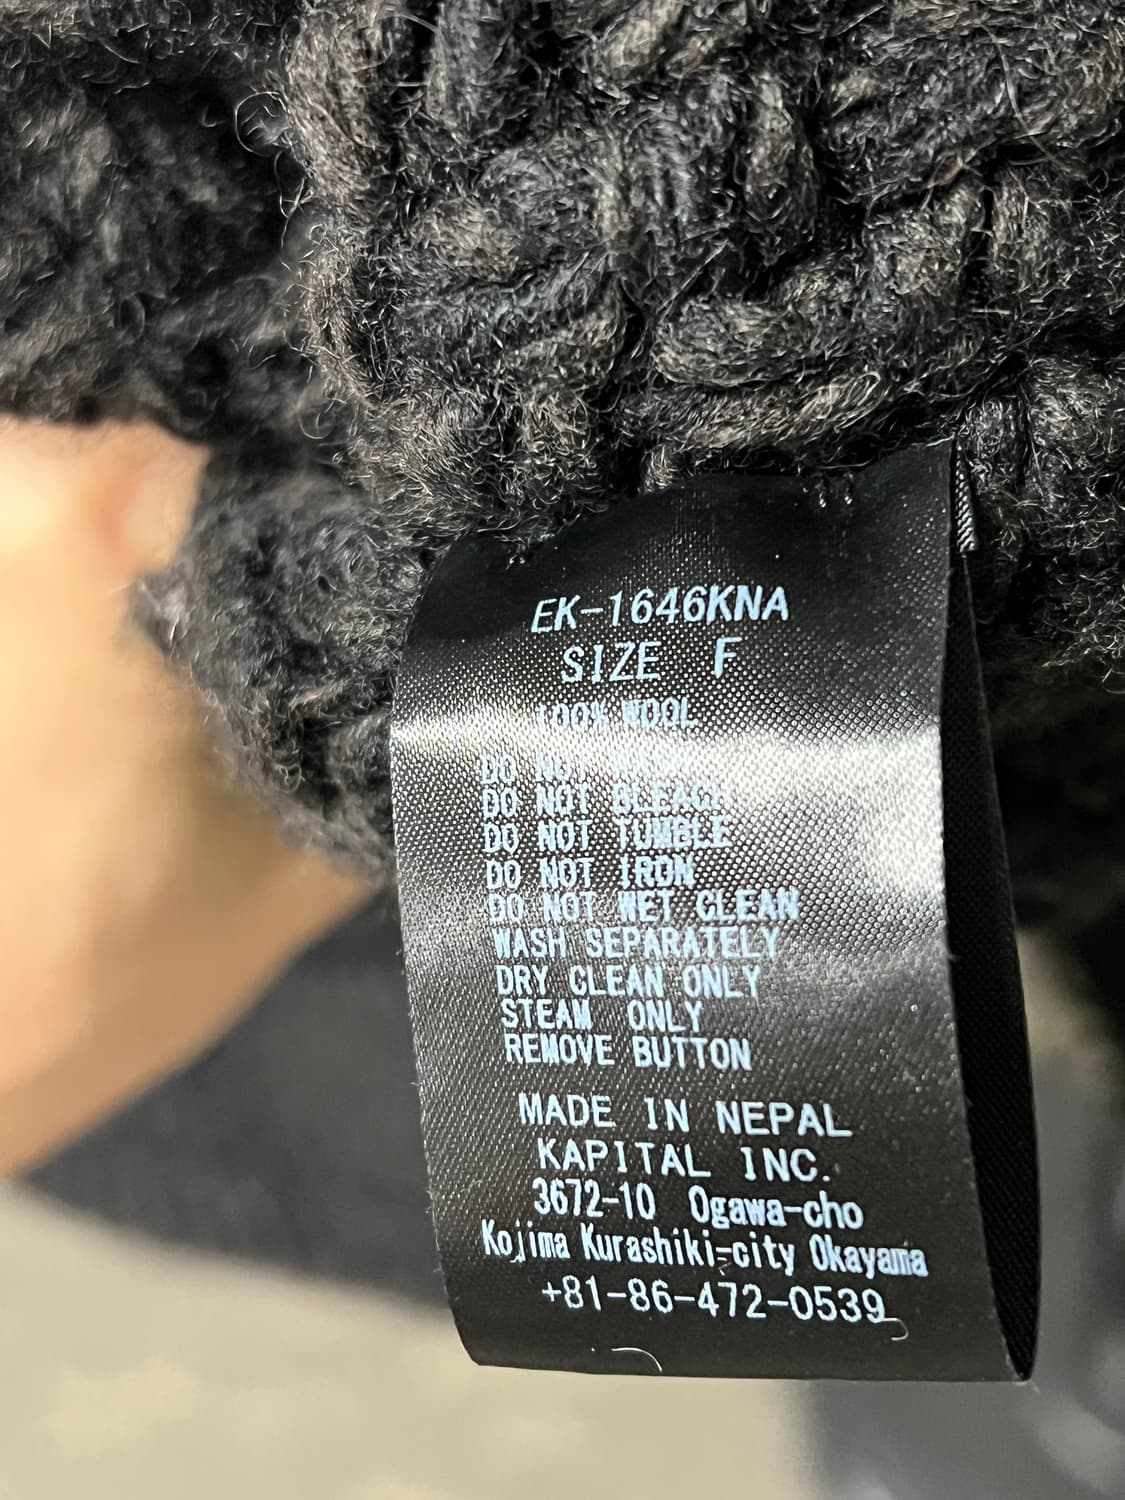 EK-1646KNA
SIZE F
100% WOOL
DO NOT WASH
DO NOT BLEACH
DO NOT TUMBLE
DO NOT IRON
DO NOT WET CLEAN
WASH SEPARATELY
DRY CLEAN ONLY
STEAM ONLY
REMOVE BUTTON
MADE IN NEPAL
KAPITAL INC.
3672-10 Ogawa-cho
Kojima Kurashiki-city Okayama
+81-86-472-0539